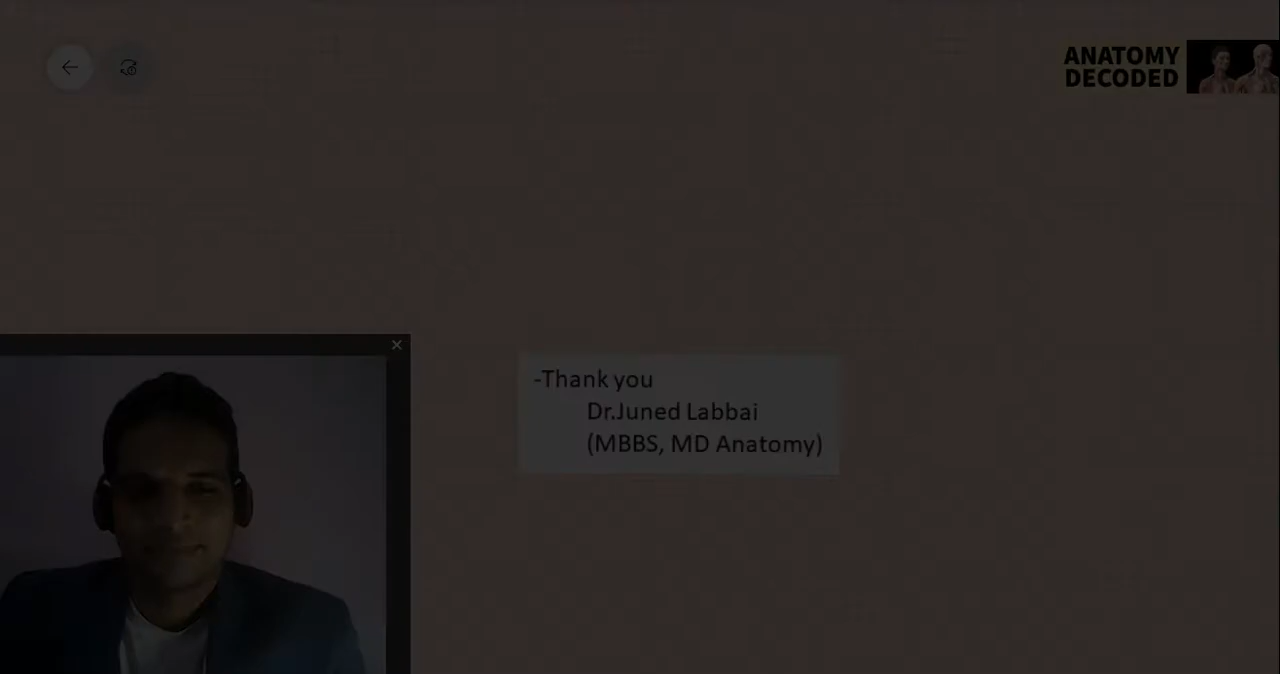 ANATOMY
DECODED
-Thank you
Dr.Juned Labbai
(MBBS, MD Anatomy)